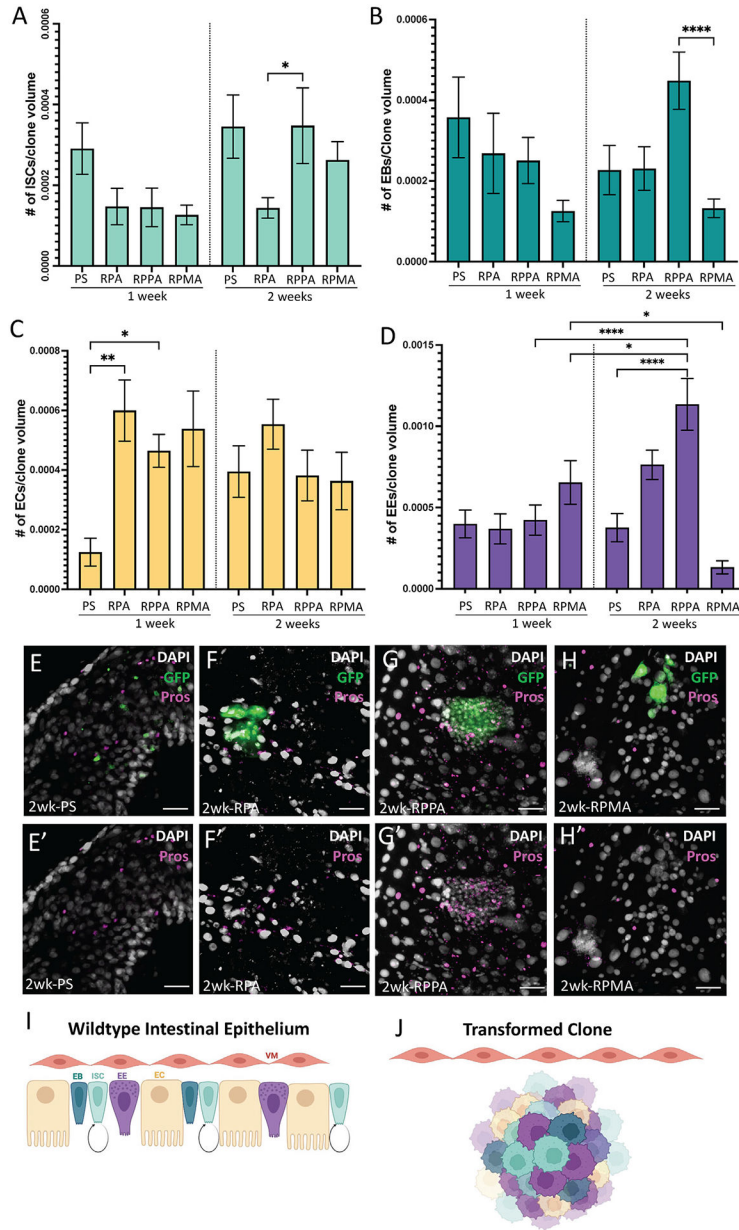 A
# of ISCs/clone volume
0.0006
0.0004
0.0002
0.0000
*
PS RPA RPPA RPMA PS RPA RPPA RPMA
1 week 2 weeks
B
# of EBs/Clone volume
0.0006
0.0004
0.0002
0.0000
****
PS RPA RPPA RPMA PS RPA RPPA RPMA
1 week 2 weeks
C
# of ECs/clone volume
0.0008
0.0006
0.0004
0.0002
0.0000
*
**
PS RPA RPPA RPMA PS RPA RPPA RPMA
1 week 2 weeks
D
# of EEs/clone volume
0.0015
0.0010
0.0005
0.0000
*
****
*
****
PS RPA RPPA RPMA PS RPA RPPA RPMA
1 week 2 weeks
E
DAPI
GFP
Pros
2wk-PS
F
DAPI
GFP
Pros
2wk-RPA
G
DAPI
GFP
Pros
2wk-RPPA
H
DAPI
GFP
Pros
2wk-RPMA
E'
DAPI
Pros
2wk-PS
F'
DAPI
Pros
2wk-RPA
G'
DAPI
Pros
2wk-RPPA
H'
DAPI
Pros
2wk-RPMA
I
Wildtype Intestinal Epithelium
VM
EB ISC EE EC
J
Transformed Clone